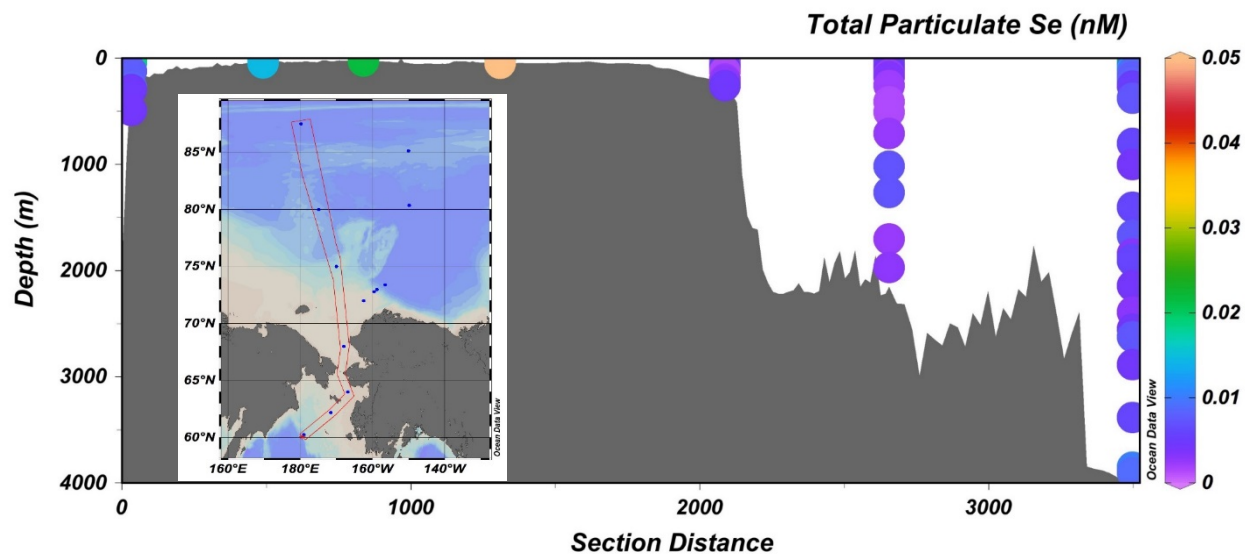 Total Particulate Se (nM)
0
1000
2000
3000
4000
Depth (m)
0
1000
2000
3000
Section Distance
85°N
80°N
75°N
70°N
65°N
60°N
160°E
180°E
160°W
140°W
Ocean Data View
Ocean Data View
0.05
0.04
0.03
0.02
0.01
0